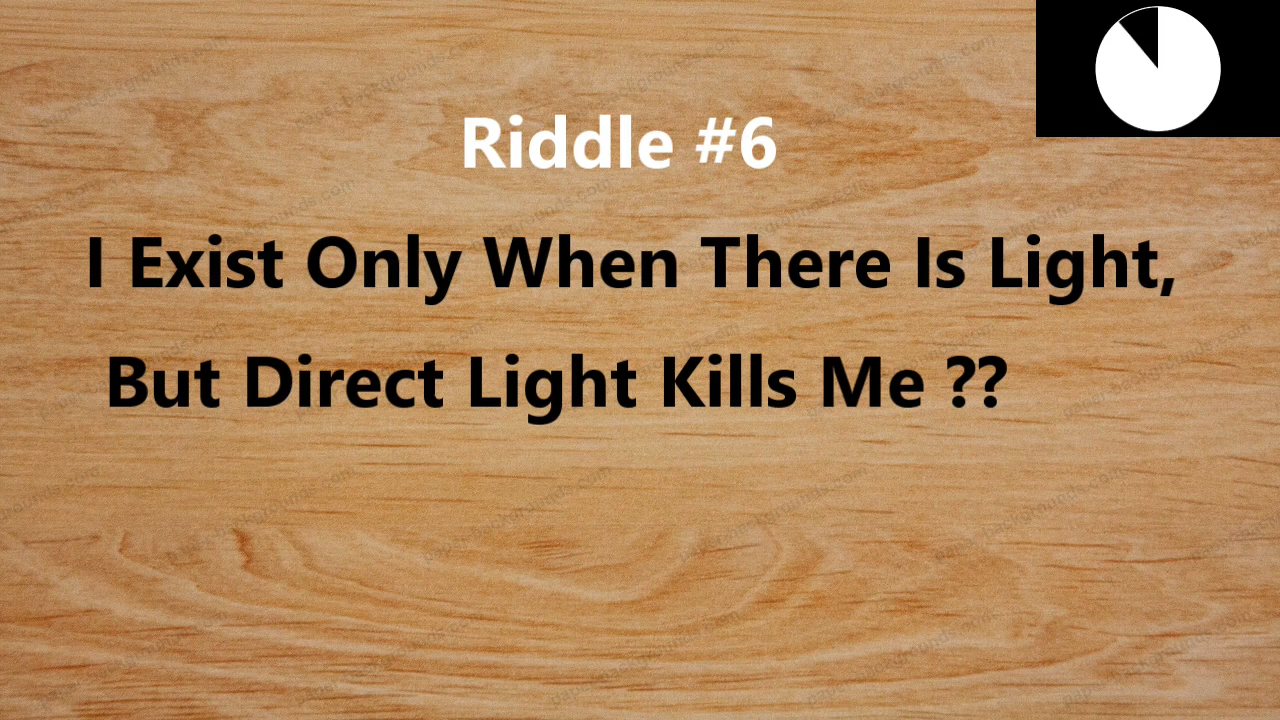 Riddle #6
I Exist Only When There Is Light,
But Direct Light Kills Me ??